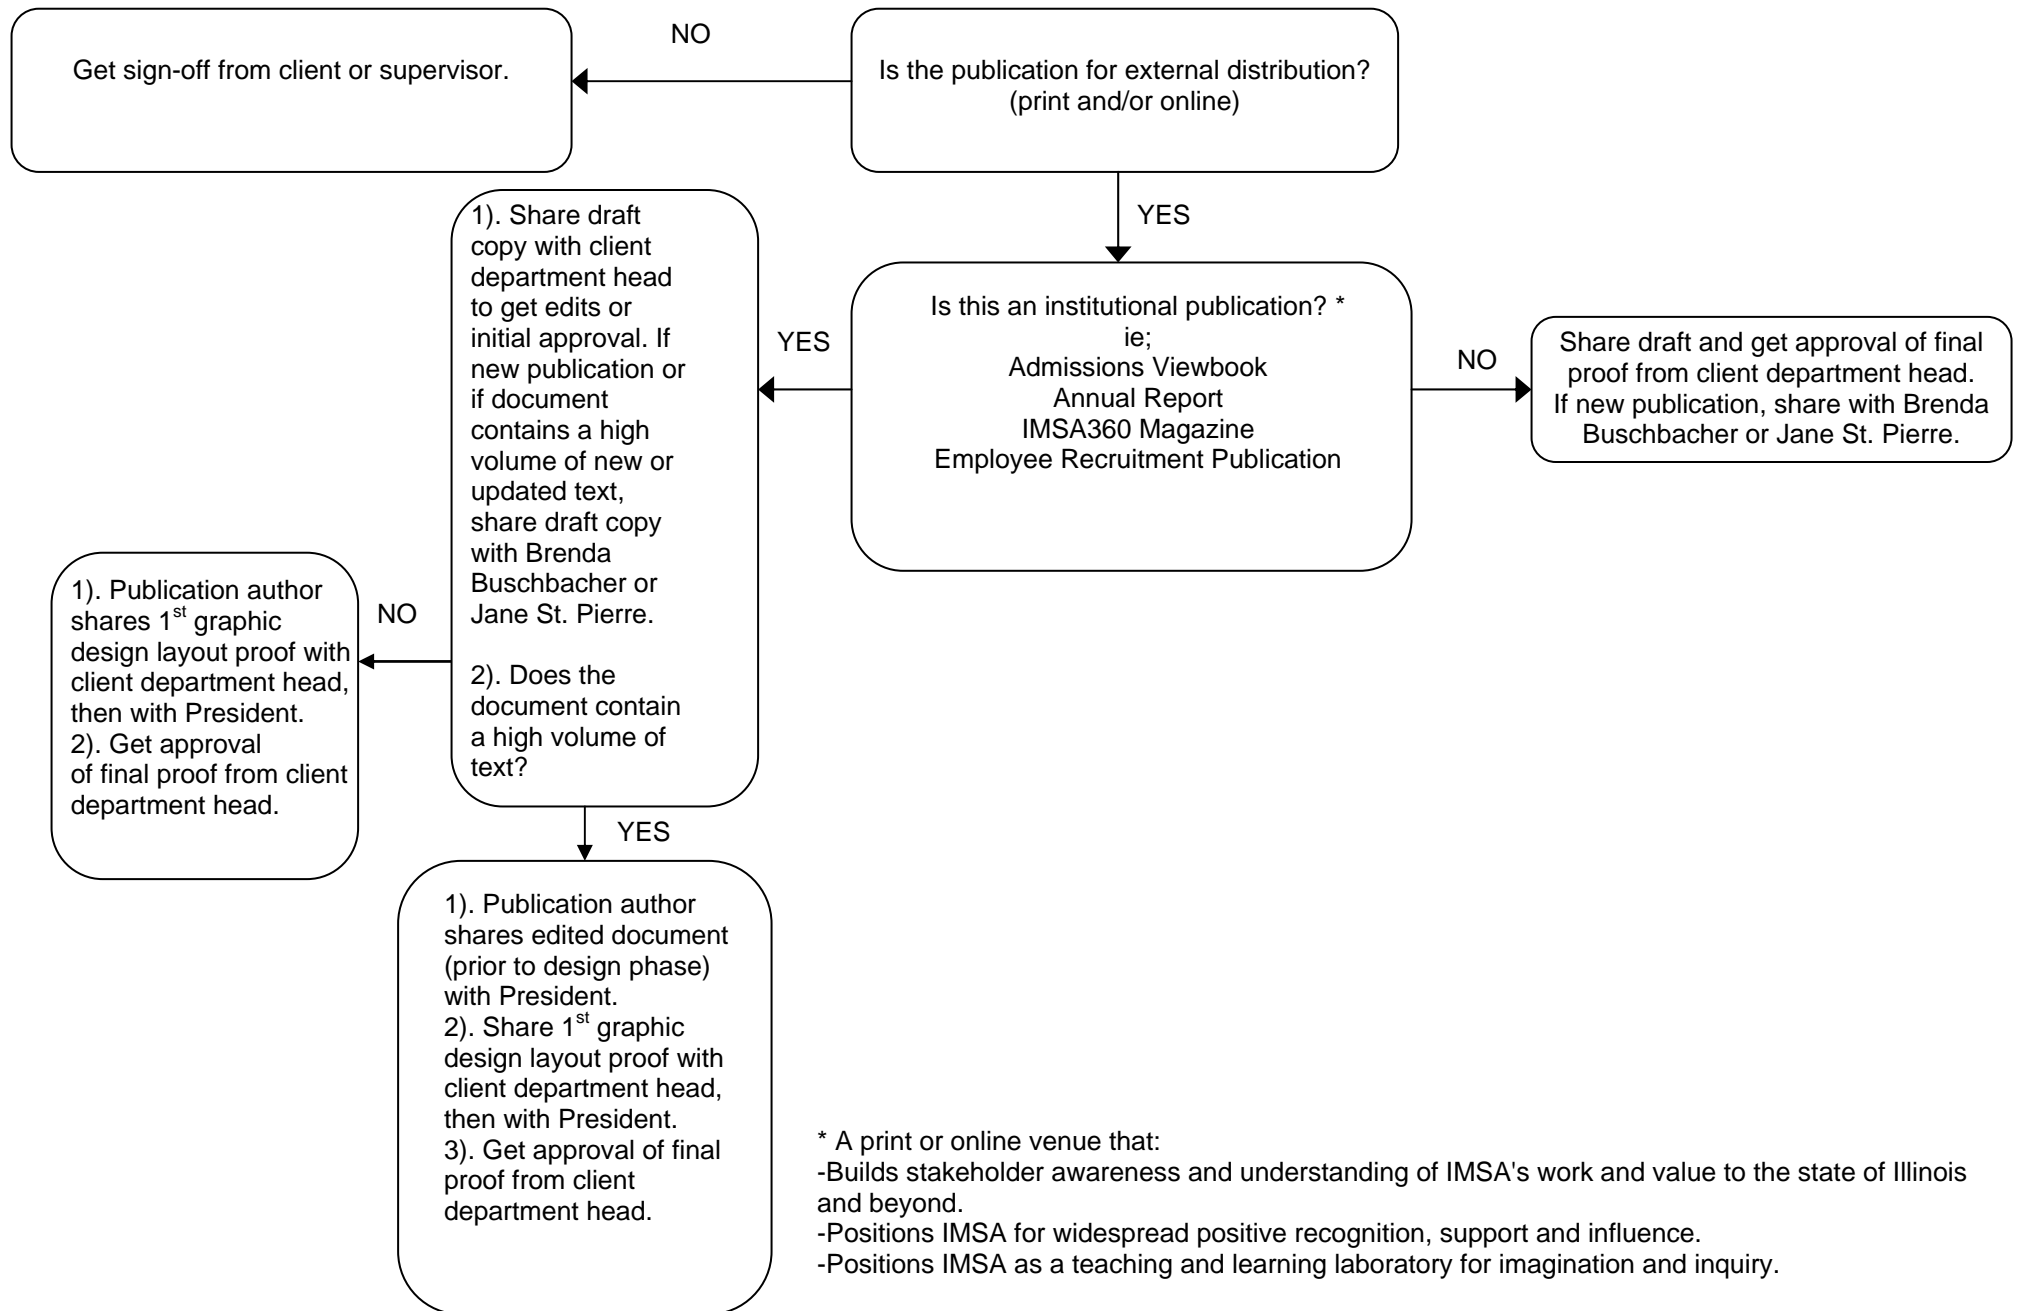 Get sign-off from client or supervisor.
NO
Is the publication for external distribution?
(print and/or online)
YES
Is this an institutional publication? *
ie;
Admissions Viewbook
Annual Report
IMSA360 Magazine
Employee Recruitment Publication
NO
Share draft and get approval of final
proof from client department head.
If new publication, share with Brenda
Buschbacher or Jane St. Pierre.
YES
1). Share draft
copy with client
department head
to get edits or
initial approval. If
new publication or
if document
contains a high
volume of new or
updated text,
share draft copy
with Brenda
Buschbacher or
Jane St. Pierre.
2). Does the
document contain
a high volume of
text?
NO
1). Publication author
shares 1st graphic
design layout proof with
client department head,
then with President.
2). Get approval
of final proof from client
department head.
YES
1). Publication author
shares edited document
(prior to design phase)
with President.
2). Share 1st graphic
design layout proof with
client department head,
then with President.
3). Get approval of final
proof from client
department head.
* A print or online venue that:
-Builds stakeholder awareness and understanding of IMSA's work and value to the state of Illinois
and beyond.
-Positions IMSA for widespread positive recognition, support and influence.
-Positions IMSA as a teaching and learning laboratory for imagination and inquiry.